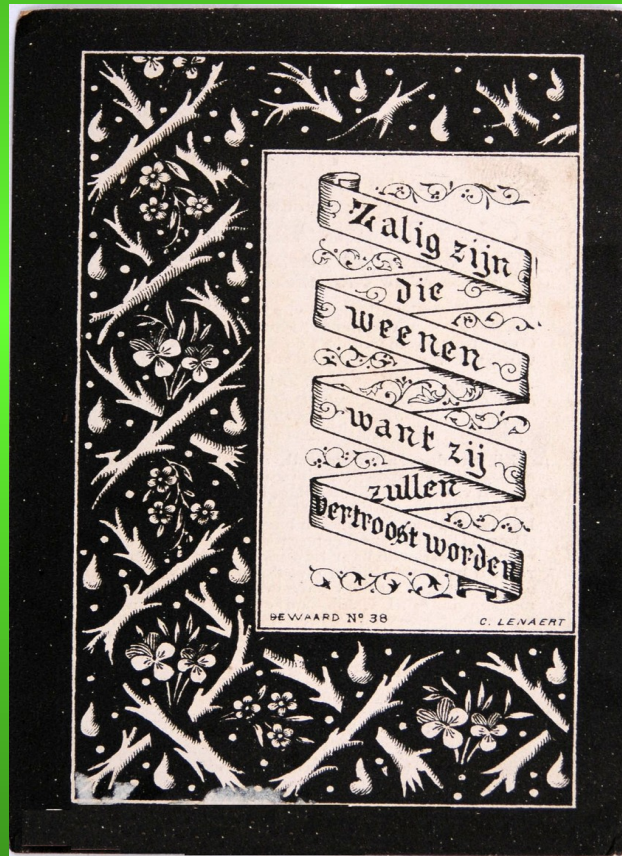 Zalig zijn
die
weenen
want zij
zullen
vertroost worden
BEWAARD Nº 38
C. LENAERT